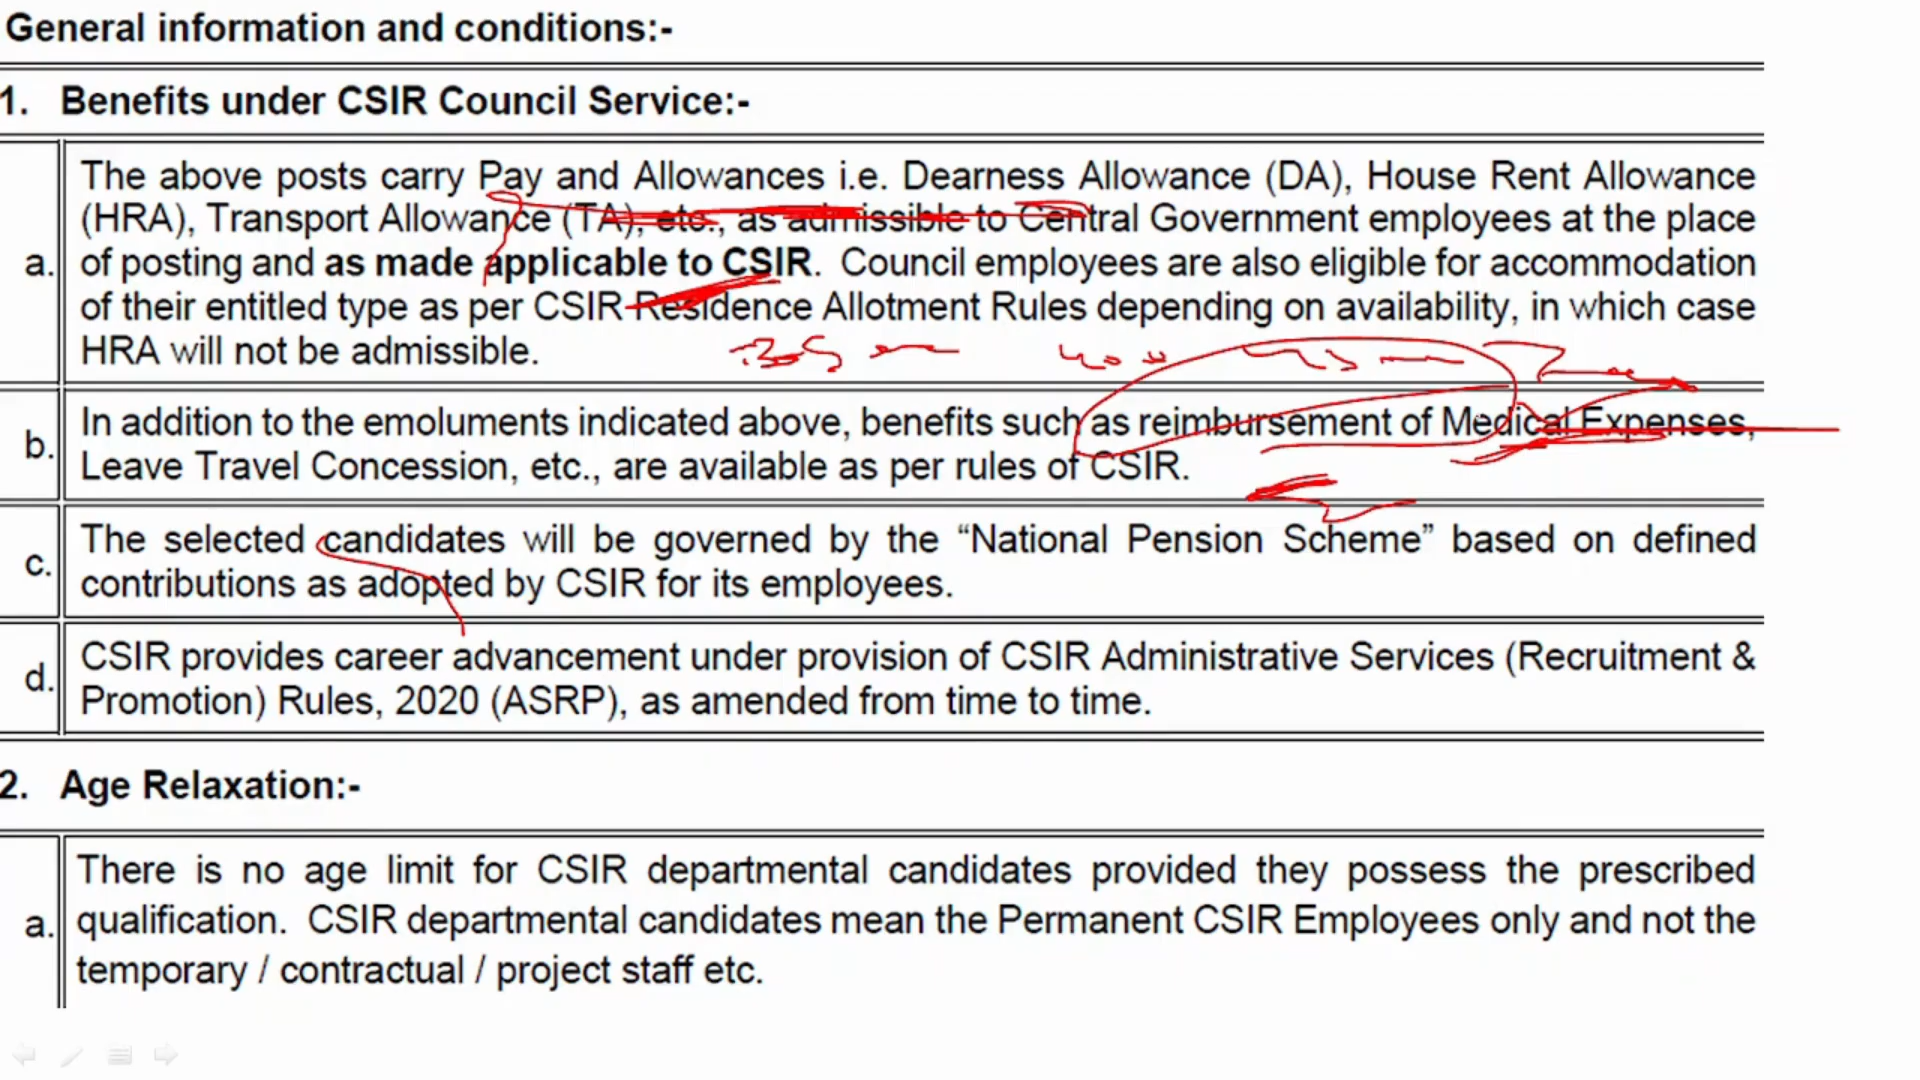 General information and conditions:-
1. Benefits under CSIR Council Service:-
The above posts carry Pay and Allowances i.e. Dearness Allowance (DA), House Rent Allowance
(HRA), Transport Allowance (TA), etc., as admissible to Central Government employees at the place
a. of posting and as made applicable to CSIR. Council employees are also eligible for accommodation
of their entitled type as per CSIR Residence Allotment Rules depending on availability, in which case
HRA will not be admissible.
b. In addition to the emoluments indicated above, benefits such as reimbursement of Medical Expenses,
Leave Travel Concession, etc., are available as per rules of CSIR.
c. The selected candidates will be governed by the “National Pension Scheme” based on defined
contributions as adopted by CSIR for its employees.
d. CSIR provides career advancement under provision of CSIR Administrative Services (Recruitment &
Promotion) Rules, 2020 (ASRP), as amended from time to time.
2. Age Relaxation:-
There is no age limit for CSIR departmental candidates provided they possess the prescribed
a. qualification. CSIR departmental candidates mean the Permanent CSIR Employees only and not the
temporary / contractual / project staff etc.